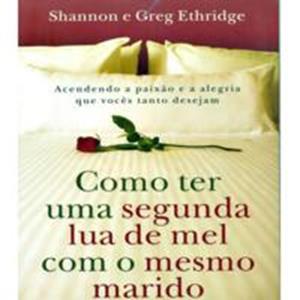 Shannon e Greg Ethridge
Acendendo a paixão e a alegria
que vocês tanto desejam
Como ter
uma segunda
lua de mel
com o mesmo
marido